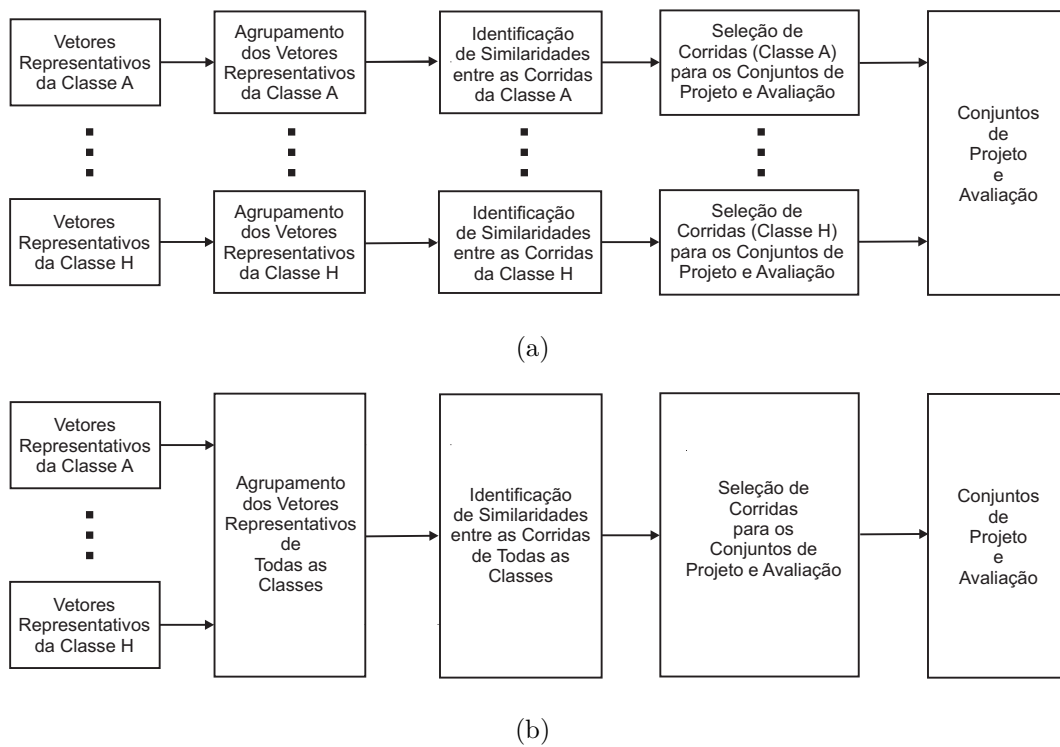 Vetores
Representativos
da Classe A
Agrupamento
dos Vetores
Representativos
da Classe A
Identificação
de Similaridades
entre as Corridas
da Classe A
Seleção de
Corridas (Classe A)
para os Conjuntos de
Projeto e Avaliação
Conjuntos
de
Projeto
e
Avaliação
Vetores
Representativos
da Classe H
Agrupamento
dos Vetores
Representativos
da Classe H
Identificação
de Similaridades
entre as Corridas
da Classe H
Seleção de
Corridas (Classe H)
para os Conjuntos de
Projeto e Avaliação
(a)
Vetores
Representativos
da Classe A
Vetores
Representativos
da Classe H
Agrupamento
dos Vetores
Representativos
de
Todas as
Classes
Identificação
de Similaridades
entre as Corridas
de Todas as
Classes
Seleção de
Corridas
para os
Conjuntos de
Projeto e Avaliação
Conjuntos
de
Projeto
e
Avaliação
(b)